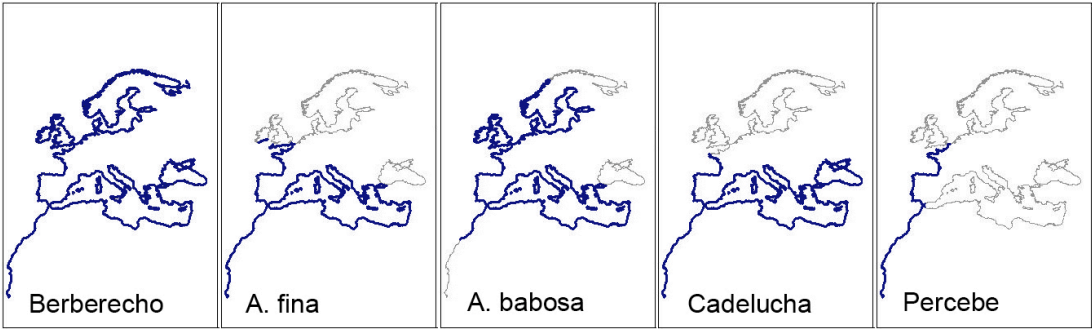 Berberecho
A. fina
A. babosa
Cadelucha
Percebe